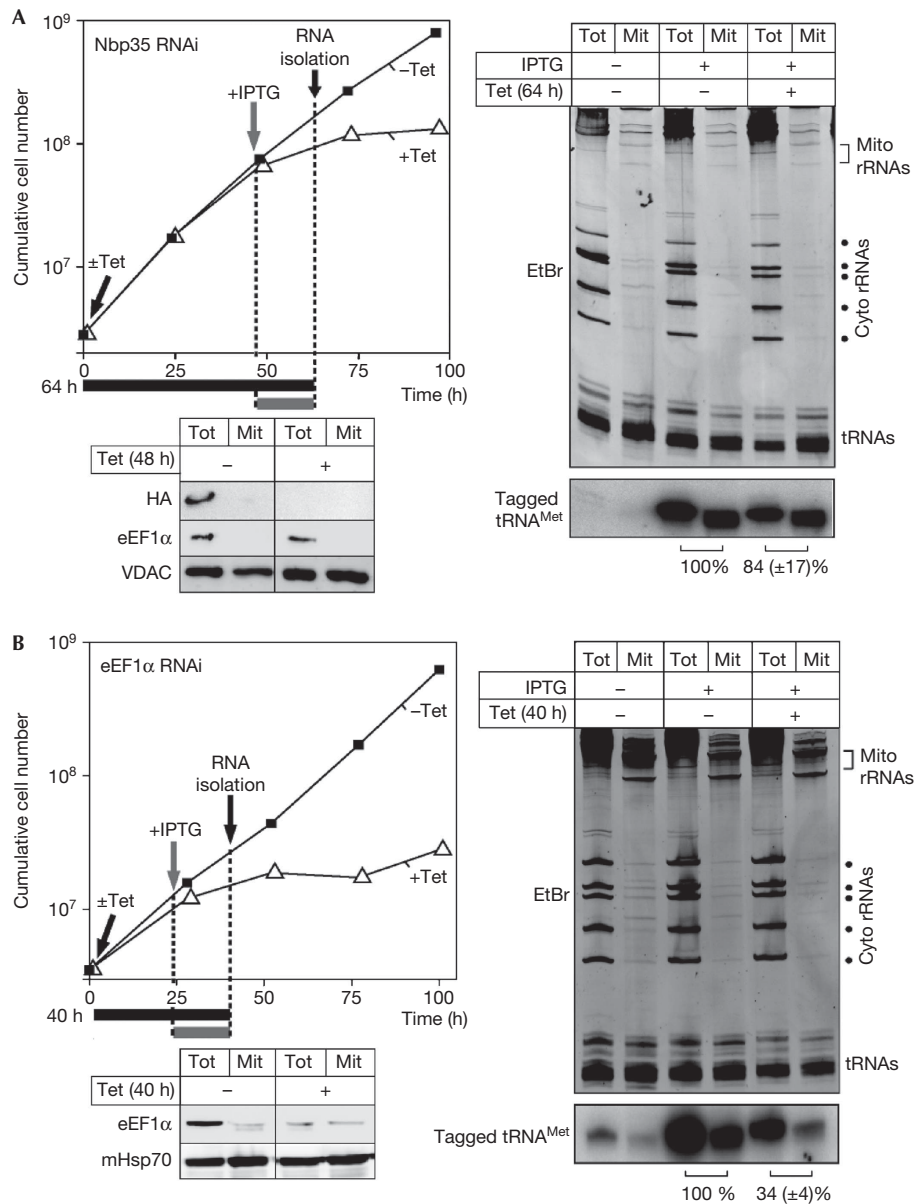 A
Nbp35 RNAi
RNA
isolation
+IPTG
–Tet
+Tet
±Tet
Cumulative cell number
10⁹
10⁸
10⁷
0 25 50 75 100
Time (h)
64 h
Tot Mit Tot Mit
Tet (48 h) – +
HA
eEF1α
VDAC
Tot Mit Tot Mit Tot Mit
IPTG – + +
Tet (64 h) – – +
Mito
rRNAs
EtBr
Cyto rRNAs
tRNAs
Tagged
tRNAᴹᵉᵗ
100% 84 (±17)%
B
eEF1α RNAi
RNA
isolation
+IPTG
–Tet
+Tet
±Tet
Cumulative cell number
10⁹
10⁸
10⁷
0 25 50 75 100
Time (h)
40 h
Tot Mit Tot Mit
Tet (40 h) – +
eEF1α
mHsp70
Tot Mit Tot Mit Tot Mit
IPTG – + +
Tet (40 h) – – +
Mito
rRNAs
EtBr
Cyto rRNAs
tRNAs
Tagged tRNAᴹᵉᵗ
100 % 34 (±4)%